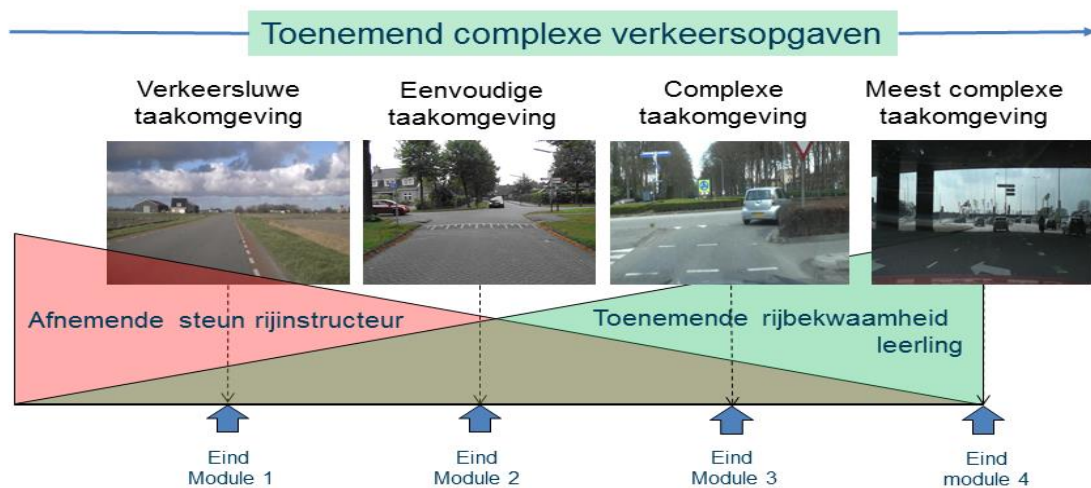 Toenemend complexe verkeersopgaven
Verkeersluwe
taakomgeving
Eenvoudige
taakomgeving
Complexe
taakomgeving
Meest complexe
taakomgeving
Afnemende steun rijinstructeur
Toenemende rijbekwaamheid
leerling
Eind
Module 1
Eind
Module 2
Eind
Module 3
Eind
module 4